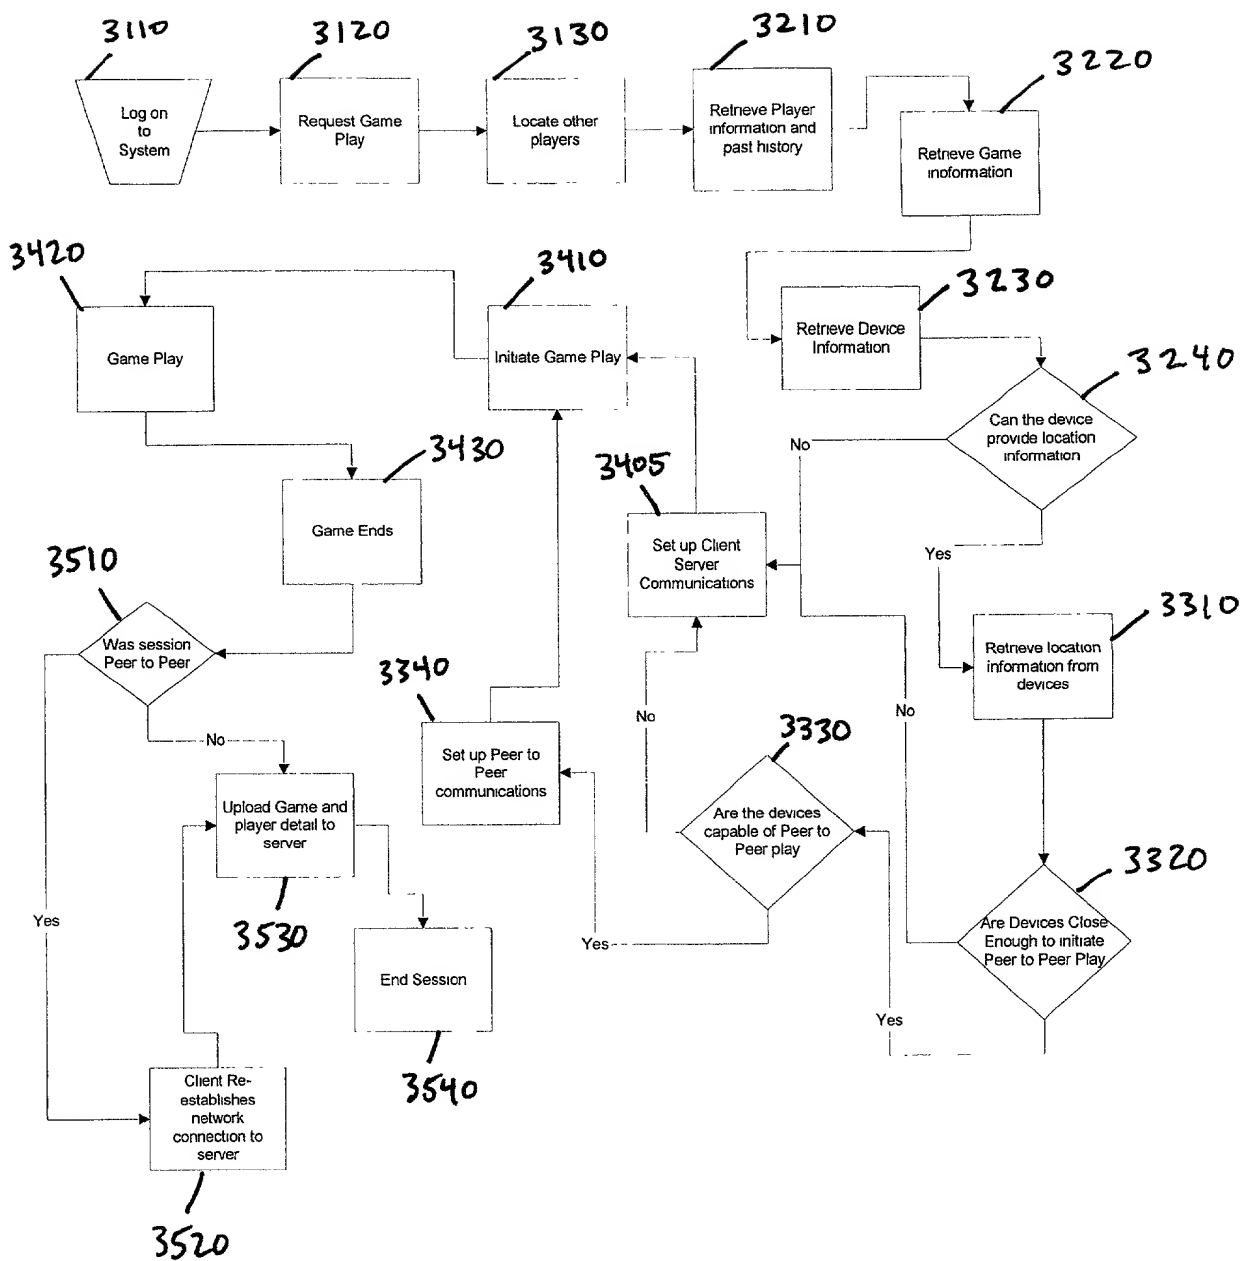 3110
3120
3130
3210
3220
Log on
to
System
Request Game
Play
Locate other
players
Retrieve Player
information and
past history
Retrieve Game
inoformation
3420
3410
3230
3240
Game Play
Initiate Game Play
Retrieve Device
Information
Can the device
provide location
information
No
Yes
3430
3405
Game Ends
Set up Client
Server
Communications
3510
3310
Was session
Peer to Peer
Retrieve location
information from
devices
3340
3330
No
No
No
Set up Peer to
Peer
communications
Are the devices
capable of Peer to
Peer play
Upload Game and
player detail to
server
3320
Are Devices Close
Enough to initiate
Peer to Peer Play
Yes
3530
Yes
Yes
End Session
3540
Client Re-
establishes
network
connection to
server
3520